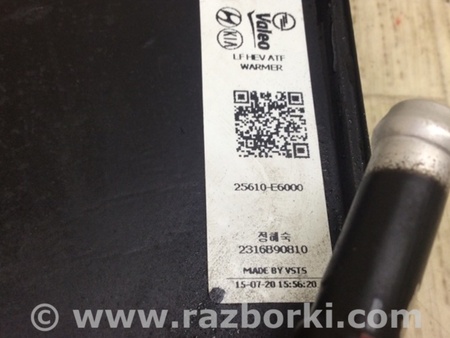 Valeo
KIA
LF HEV ATF
WARMER
25610-E6000
정혜숙
2316B90810
MADE BY VSTS
15-07-20 15:56:20
© www.razborki.com